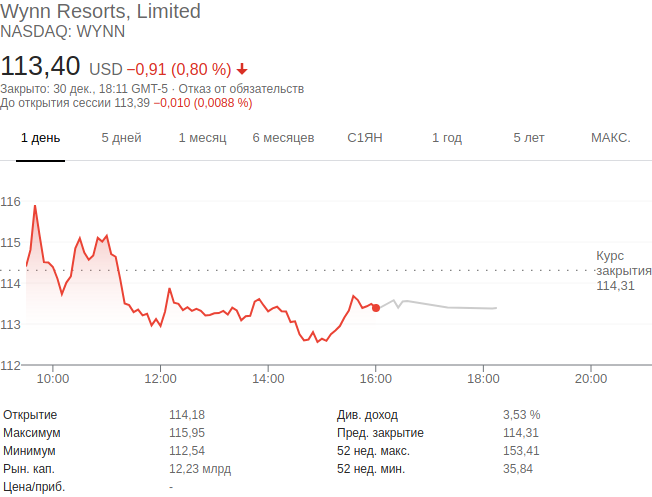 Wynn Resorts, Limited
NASDAQ: WYNN
113,40 USD −0,91 (0,80 %)
Закрыто: 30 дек., 18:11 GMT-5 · Отказ от обязательств
До открытия сессии 113,39 −0,010 (0,0088 %)
1 день 5 дней 1 месяц 6 месяцев С1ЯН 1 год 5 лет МАКС.
116
115
Курс
закрытия
114,31
114
113
112
10:00 12:00 14:00 16:00 18:00 20:00
Открытие 114,18 Див. доход 3,53 %
Максимум 115,95 Пред. закрытие 114,31
Минимум 112,54 52 нед. макс. 153,41
Рын. кап. 12,23 млрд 52 нед. мин. 35,84
Цена/приб. -